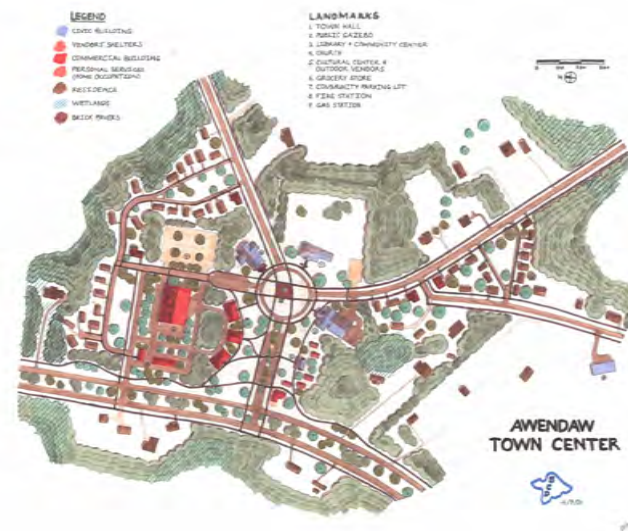 LEGEND
CIVIC BUILDING
VENDORS SHELTERS
COMMERCIAL BUILDING
PERSONAL SERVICES
(HOME OCCUPATION)
RESIDENCE
WETLANDS
BRICK PAVERS
LANDMARKS
1. TOWN HALL
2. PUBLIC GAZEBO
3. LIBRARY + COMMUNITY CENTER
4. CHURCH
5. CULTURAL CENTER &
OUTDOOR VENDORS
6. GROCERY STORE
7. COMMUNITY PARKING LOT
8. FIRE STATION
9. GAS STATION
AWENDAW
TOWN CENTER